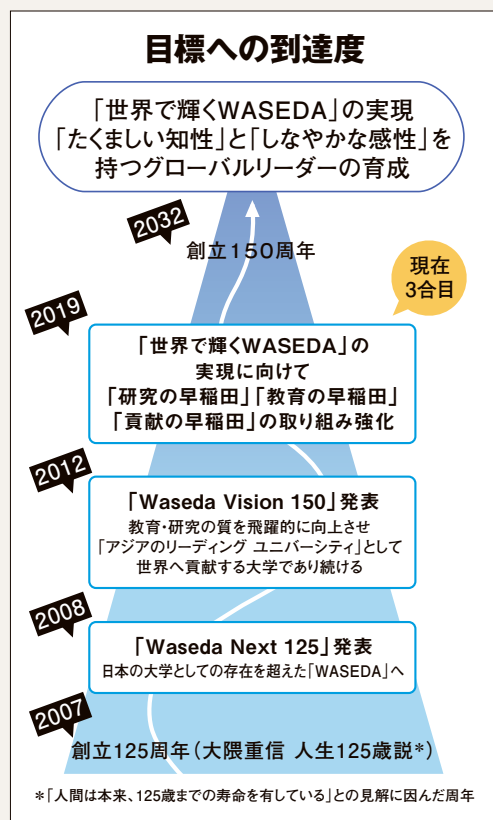 目標への到達度
「世界で輝くWASEDA」の実現
「たくましい知性」と「しなやかな感性」を
持つグローバルリーダーの育成
2032
創立150周年
現在
3合目
2019
「世界で輝くWASEDA」の
実現に向けて
「研究の早稲田」「教育の早稲田」
「貢献の早稲田」の取り組み強化
2012
「Waseda Vision 150」発表
教育・研究の質を飛躍的に向上させ
「アジアのリーディング ユニバーシティ」として
世界へ貢献する大学であり続ける
2008
「Waseda Next 125」発表
日本の大学としての存在を超えた「WASEDA」へ
2007
創立125周年（大隈重信 人生125歳説*）
*「人間は本来、125歳までの寿命を有している」との見解に因んだ周年